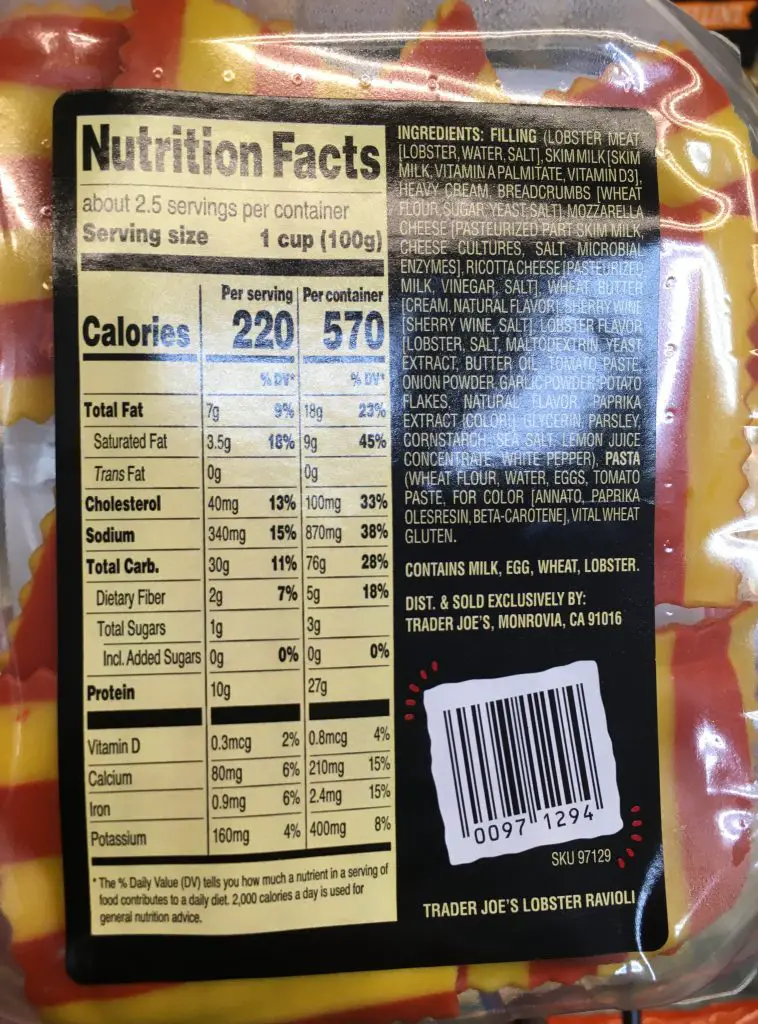 Nutrition Facts
about 2.5 servings per container
Serving size 1 cup (100g)
Per serving Per container
Calories 220 570
% DV* % DV*
Total Fat 7g 9% 18g 23%
Saturated Fat 3.5g 18% 9g 45%
Trans Fat 0g 0g
Cholesterol 40mg 13% 100mg 33%
Sodium 340mg 15% 870mg 38%
Total Carb. 30g 11% 76g 28%
Dietary Fiber 2g 7% 5g 18%
Total Sugars 1g 3g
Incl. Added Sugars 0g 0% 0g 0%
Protein 10g 27g
Vitamin D 0.3mcg 2% 0.8mcg 4%
Calcium 80mg 6% 210mg 15%
Iron 0.9mg 6% 2.4mg 15%
Potassium 160mg 4% 400mg 8%
* The % Daily Value (DV) tells you how much a nutrient in a serving of
food contributes to a daily diet. 2,000 calories a day is used for
general nutrition advice.
INGREDIENTS: FILLING (LOBSTER MEAT
[LOBSTER, WATER, SALT], SKIM MILK [SKIM
MILK, VITAMIN A PALMITATE, VITAMIN D3],
HEAVY CREAM, BREADCRUMBS [WHEAT
FLOUR, SUGAR, YEAST, SALT], MOZZARELLA
CHEESE [PASTEURIZED PART SKIM MILK,
CHEESE CULTURES, SALT, MICROBIAL
ENZYMES], RICOTTA CHEESE [PASTEURIZED
MILK, VINEGAR, SALT], WHEAT, BUTTER
[CREAM, NATURAL FLAVOR], SHERRY WINE
[SHERRY WINE, SALT], LOBSTER FLAVOR
[LOBSTER, SALT, MALTODEXTRIN, YEAST
EXTRACT, BUTTER OIL, TOMATO PASTE,
ONION POWDER, GARLIC POWDER, POTATO
FLAKES, NATURAL FLAVOR, PAPRIKA
EXTRACT (COLOR)], GLYCERIN, PARSLEY,
CORNSTARCH, SEA SALT, LEMON JUICE
CONCENTRATE, WHITE PEPPER), PASTA
(WHEAT FLOUR, WATER, EGGS, TOMATO
PASTE, FOR COLOR [ANNATO, PAPRIKA
OLESRESIN, BETA-CAROTENE], VITAL WHEAT
GLUTEN.
CONTAINS MILK, EGG, WHEAT, LOBSTER.
DIST. & SOLD EXCLUSIVELY BY:
TRADER JOE'S, MONROVIA, CA 91016
0097 1294
SKU 97129
TRADER JOE'S LOBSTER RAVIOLI